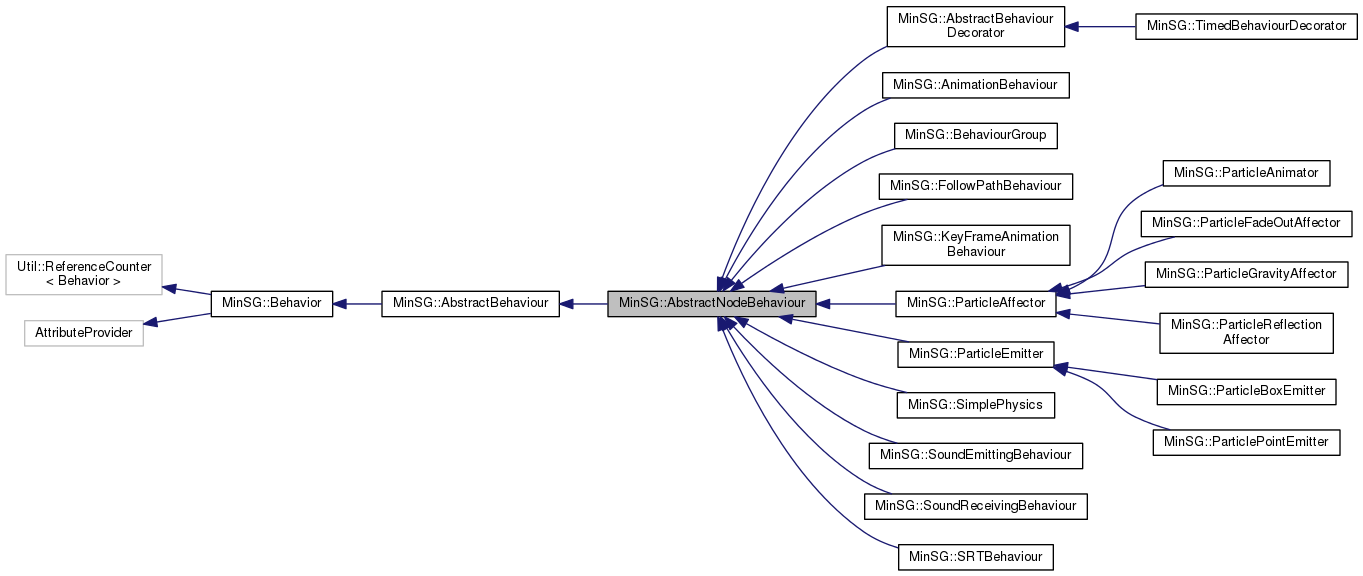 Util::ReferenceCounter
< Behavior >
AttributeProvider
MinSG::Behavior
MinSG::AbstractBehaviour
MinSG::AbstractNodeBehaviour
MinSG::AbstractBehaviour
Decorator
MinSG::TimedBehaviourDecorator
MinSG::AnimationBehaviour
MinSG::BehaviourGroup
MinSG::FollowPathBehaviour
MinSG::KeyFrameAnimation
Behaviour
MinSG::ParticleAffector
MinSG::ParticleAnimator
MinSG::ParticleFadeOutAffector
MinSG::ParticleGravityAffector
MinSG::ParticleReflection
Affector
MinSG::ParticleEmitter
MinSG::ParticleBoxEmitter
MinSG::ParticlePointEmitter
MinSG::SimplePhysics
MinSG::SoundEmittingBehaviour
MinSG::SoundReceivingBehaviour
MinSG::SRTBehaviour